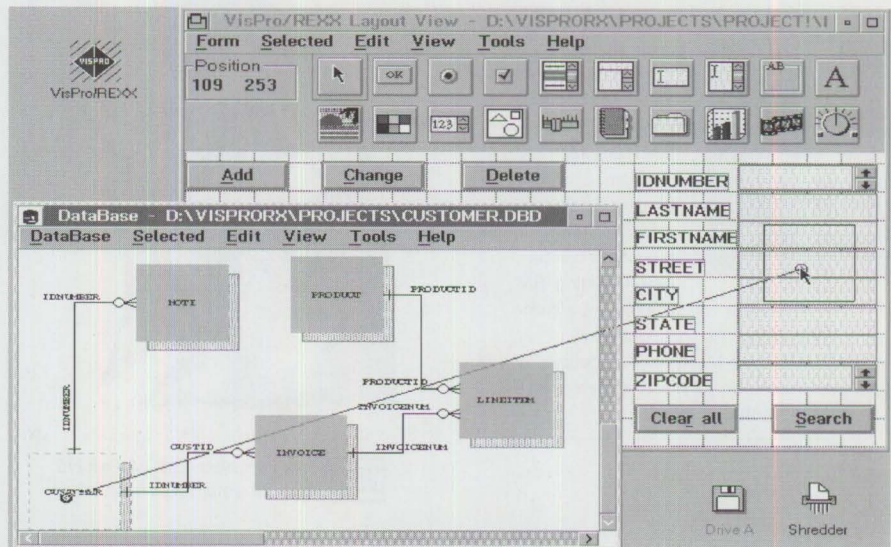 VisPro/REXX Layout View - D:\VISPRORX\PROJECTS\PROJECT!\
Form Selected Edit View Tools Help
VISPRO
VisPro/REXX
Position
109 253
OK
AB
A
123
Add Change Delete
IDNUMBER
LASTNAME
FIRSTNAME
STREET
CITY
STATE
PHONE
ZIPCODE
Clear all Search
DataBase - D:\VISPRORX\PROJECTS\CUSTOMER.DBD
DataBase Selected Edit View Tools Help
IDNUMBER
NOTE
PRODUCT
PRODUCTID
IDNUMBER
PRODUCTID
INVOICENUM
LINEITEM
CUSTID
INVOICE
INVOICENUM
IDNUMBER
Drive A
Shredder